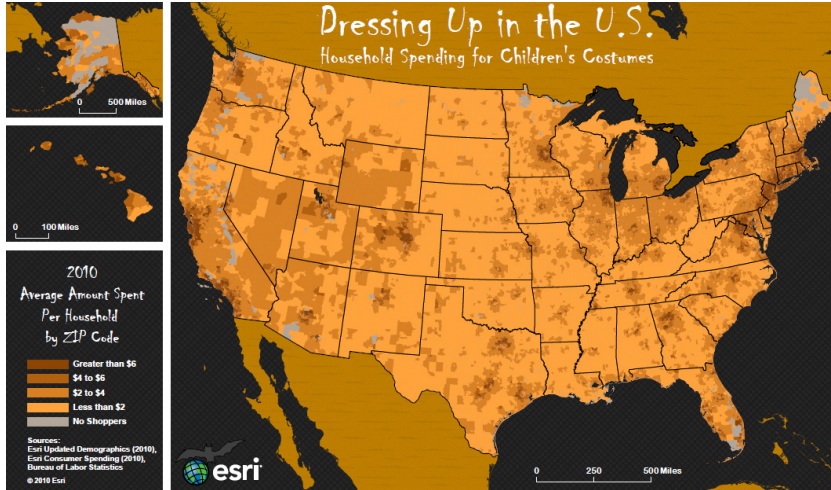 Dressing Up in the U.S.
Household Spending for Children's Costumes
0 500 Miles
0 100 Miles
2010
Average Amount Spent
Per Household
by ZIP Code
Greater than $6
$4 to $6
$2 to $4
Less than $2
No Shoppers
Sources:
Esri Updated Demographics (2010),
Esri Consumer Spending (2010),
Bureau of Labor Statistics
© 2010 Esri
esri
0 250 500 Miles